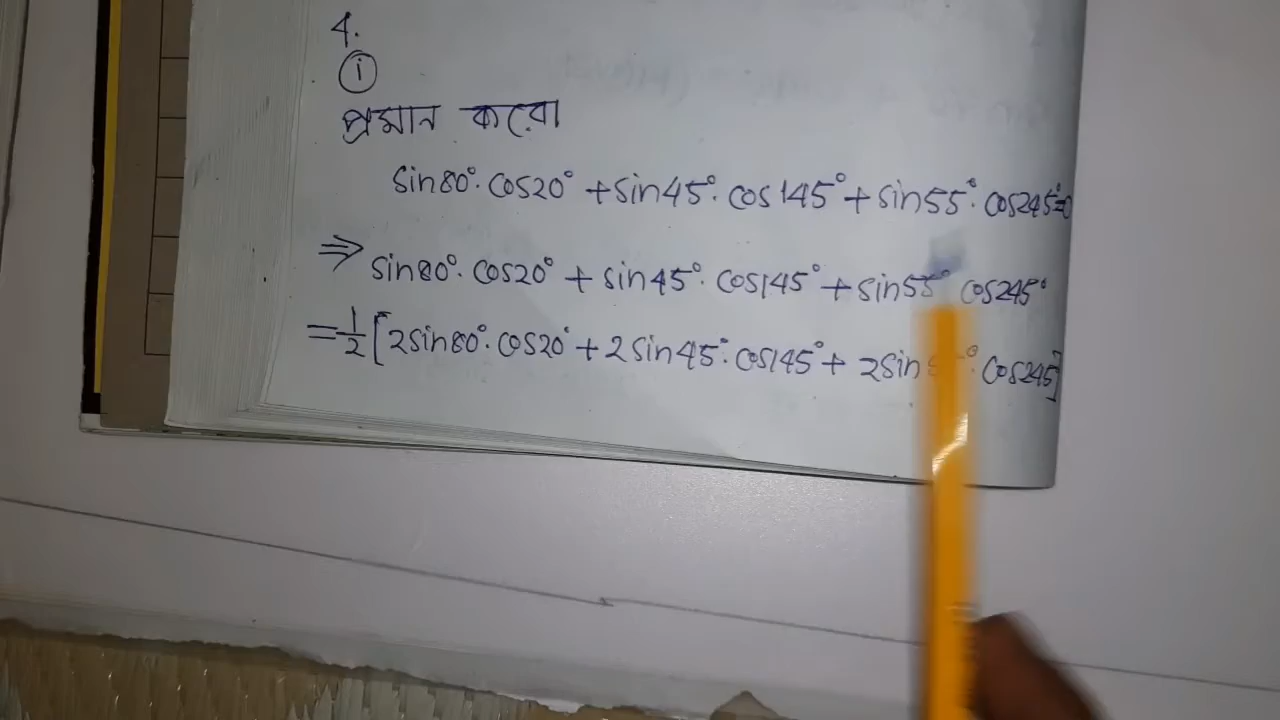 4.
i
প্রমান করো
sin80°. cos20° + sin45°. cos145° + sin55°. cos245°=0
⇒ sin80°. cos20° + sin45°. cos145° + sin55° cos245°
=1/2 [2sin80°. cos20° + 2sin45°. cos145° + 2sin °. cos245]